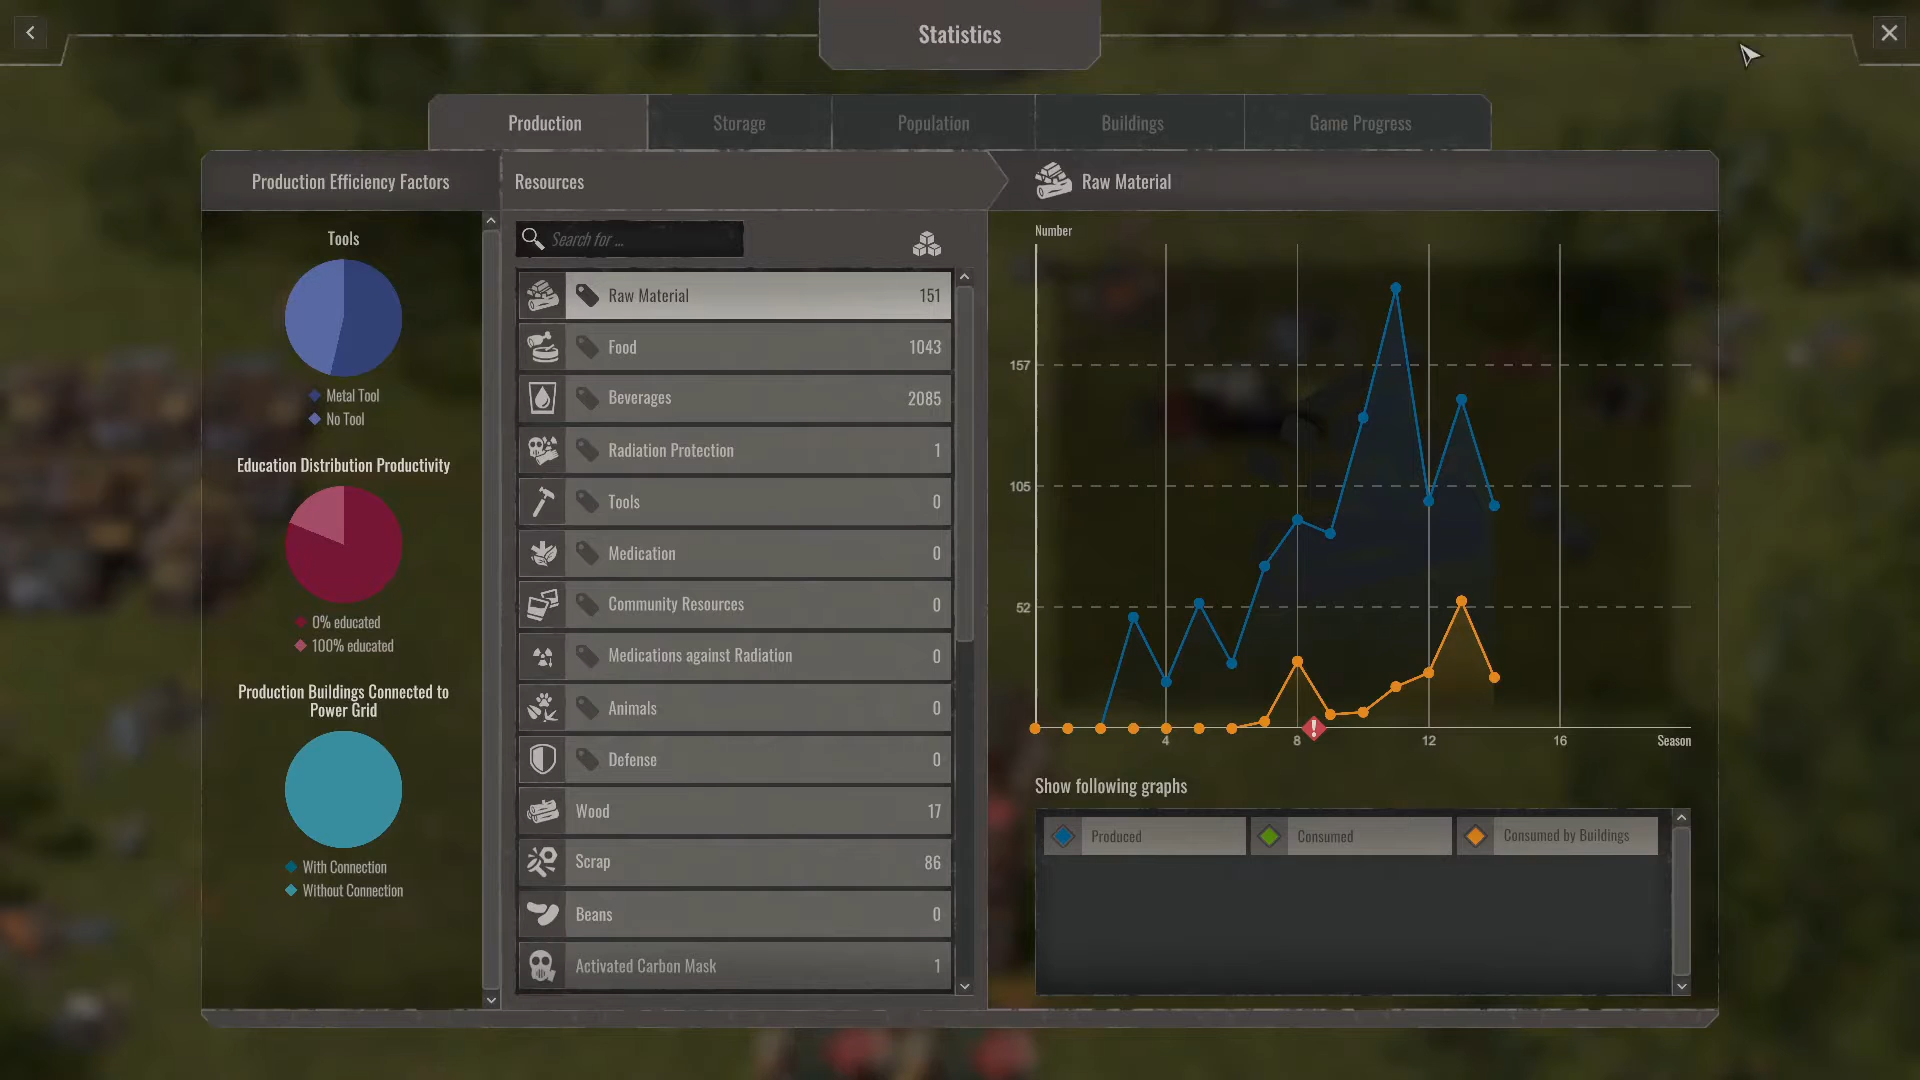 Statistics
Production
Storage
Population
Buildings
Game Progress
Production Efficiency Factors
Resources
Raw Material
Tools
Metal Tool
No Tool
Education Distribution Productivity
0% educated
100% educated
Production Buildings Connected to
Power Grid
With Connection
Without Connection
Search for ...
Raw Material 151
Food 1043
Beverages 2085
Radiation Protection 1
Tools 0
Medication 0
Community Resources 0
Medications against Radiation 0
Animals 0
Defense 0
Wood 17
Scrap 86
Beans 0
Activated Carbon Mask 1
Number
157
105
52
4 8 12 16 Season
Show following graphs
Produced
Consumed
Consumed by Buildings